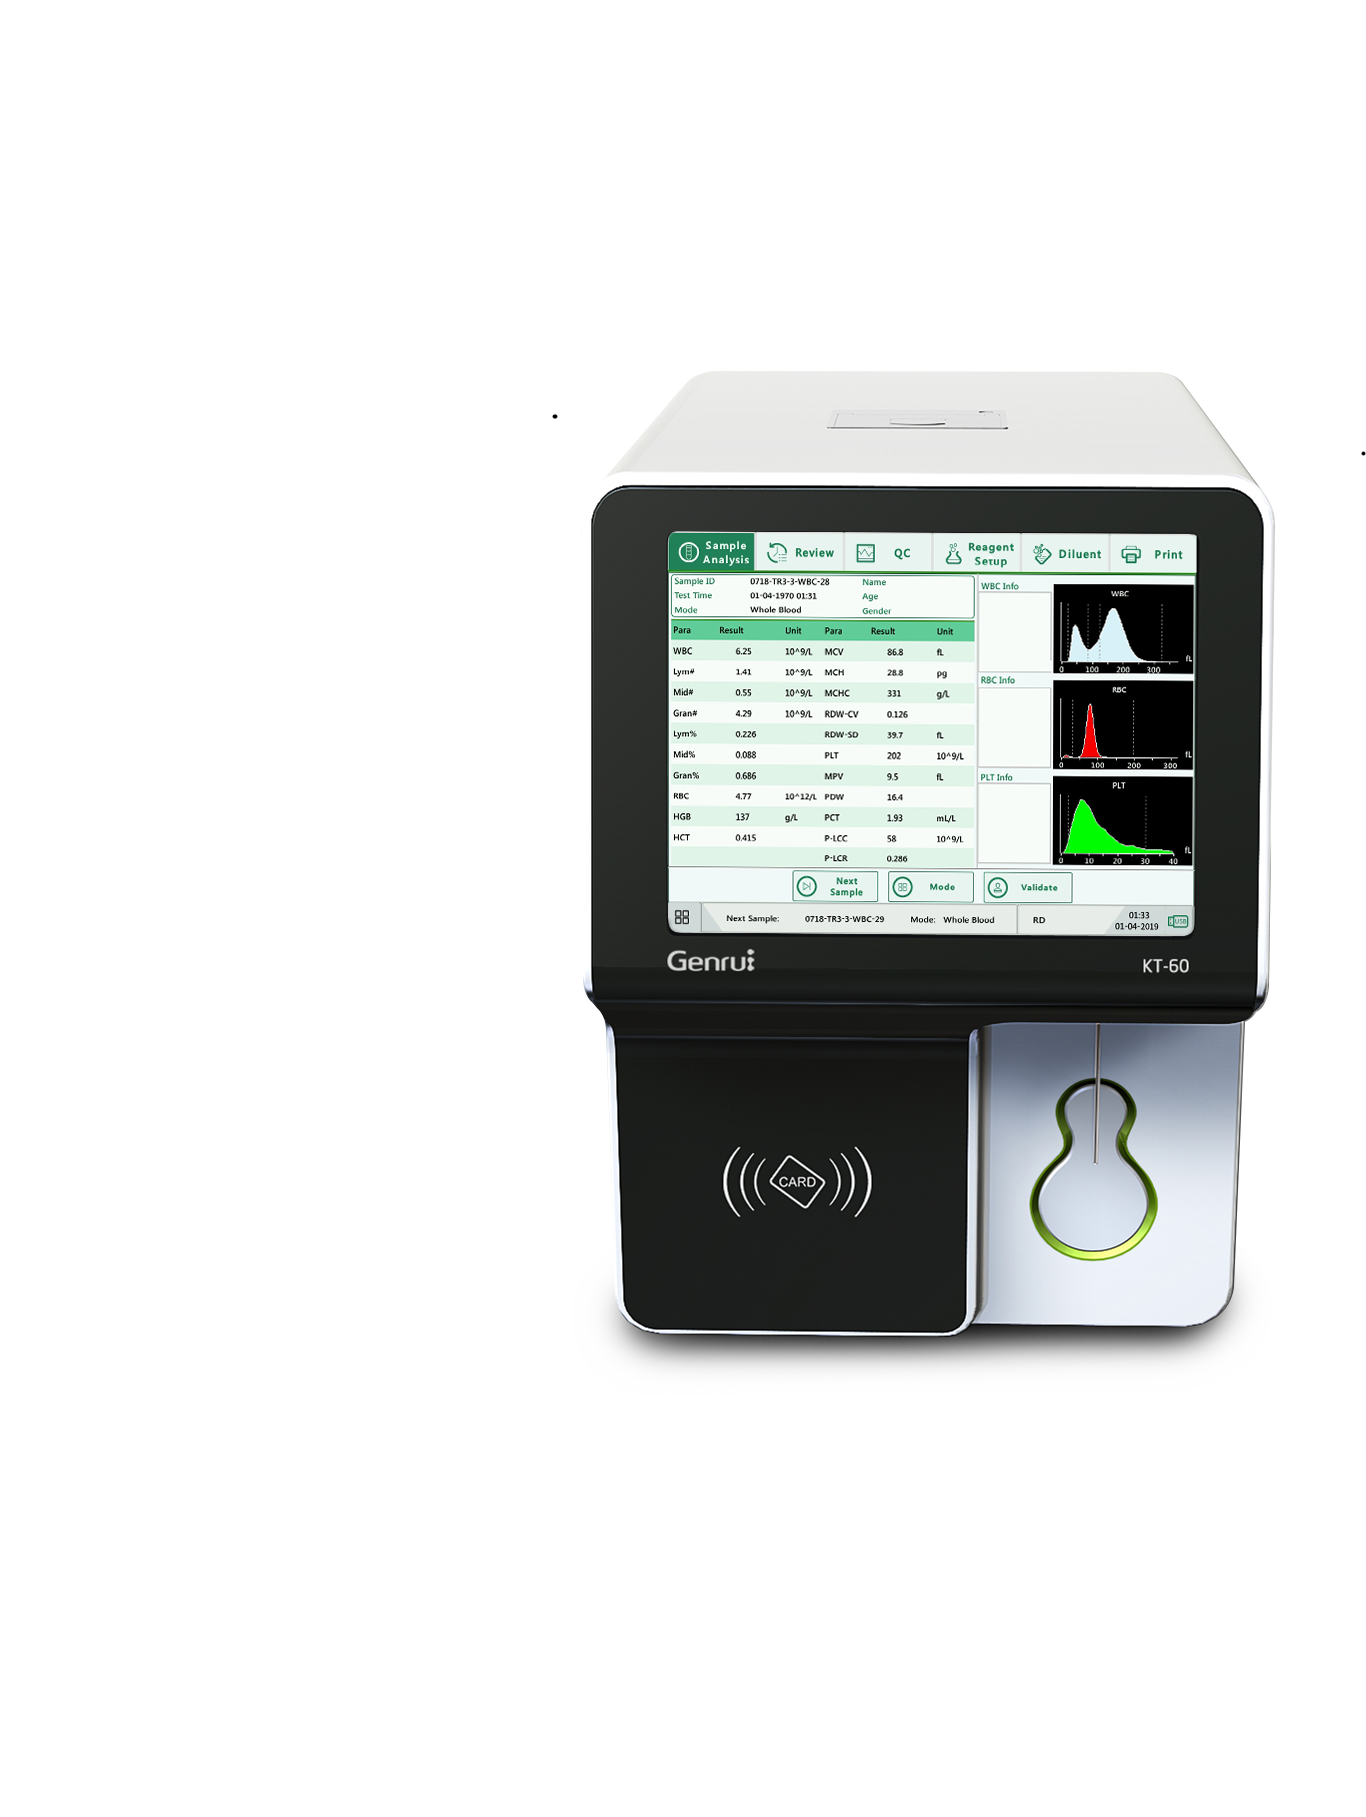 Sample Analysis Review QC Reagent Setup Diluent Print
Sample ID 0718-TR3-3-WBC-28 Name
Test Time 01-04-1970 01:31 Age
Mode Whole Blood Gender
Para Result Unit Para Result Unit
WBC 6.25 10^9/L MCV 86.8 fL
Lym# 1.41 10^9/L MCH 28.8 pg
Mid# 0.55 10^9/L MCHC 331 g/L
Gran# 4.29 10^9/L RDW-CV 0.126
Lym% 0.226 RDW-SD 39.7 fL
Mid% 0.088 PLT 202 10^9/L
Gran% 0.686 MPV 9.5 fL
RBC 4.77 10^12/L PDW 16.4
HGB 137 g/L PCT 1.93 mL/L
HCT 0.415 P-LCC 58 10^9/L
P-LCR 0.286
WBC Info
WBC
fL
0 100 200 300
RBC Info
RBC
fL
0 100 200 300
PLT Info
PLT
fL
0 10 20 30 40
Next Sample Mode Validate
Next Sample: 0718-TR3-3-WBC-29 Mode: Whole Blood RD 01:33
01-04-2019 USB
Genrui KT-60
CARD